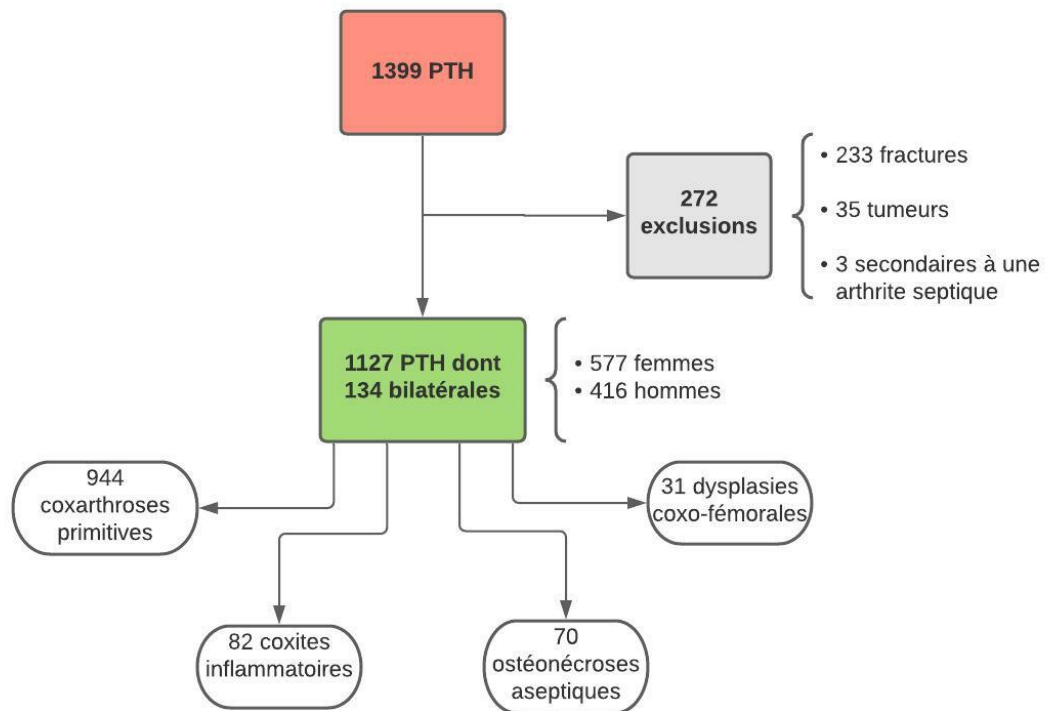 1399 PTH
272
exclusions
• 233 fractures
• 35 tumeurs
• 3 secondaires à une
arthrite septique
1127 PTH dont
134 bilatérales
• 577 femmes
• 416 hommes
944
coxarthroses
primitives
31 dysplasies
coxo-fémorales
82 coxites
inflammatoires
70
ostéonécroses
aseptiques